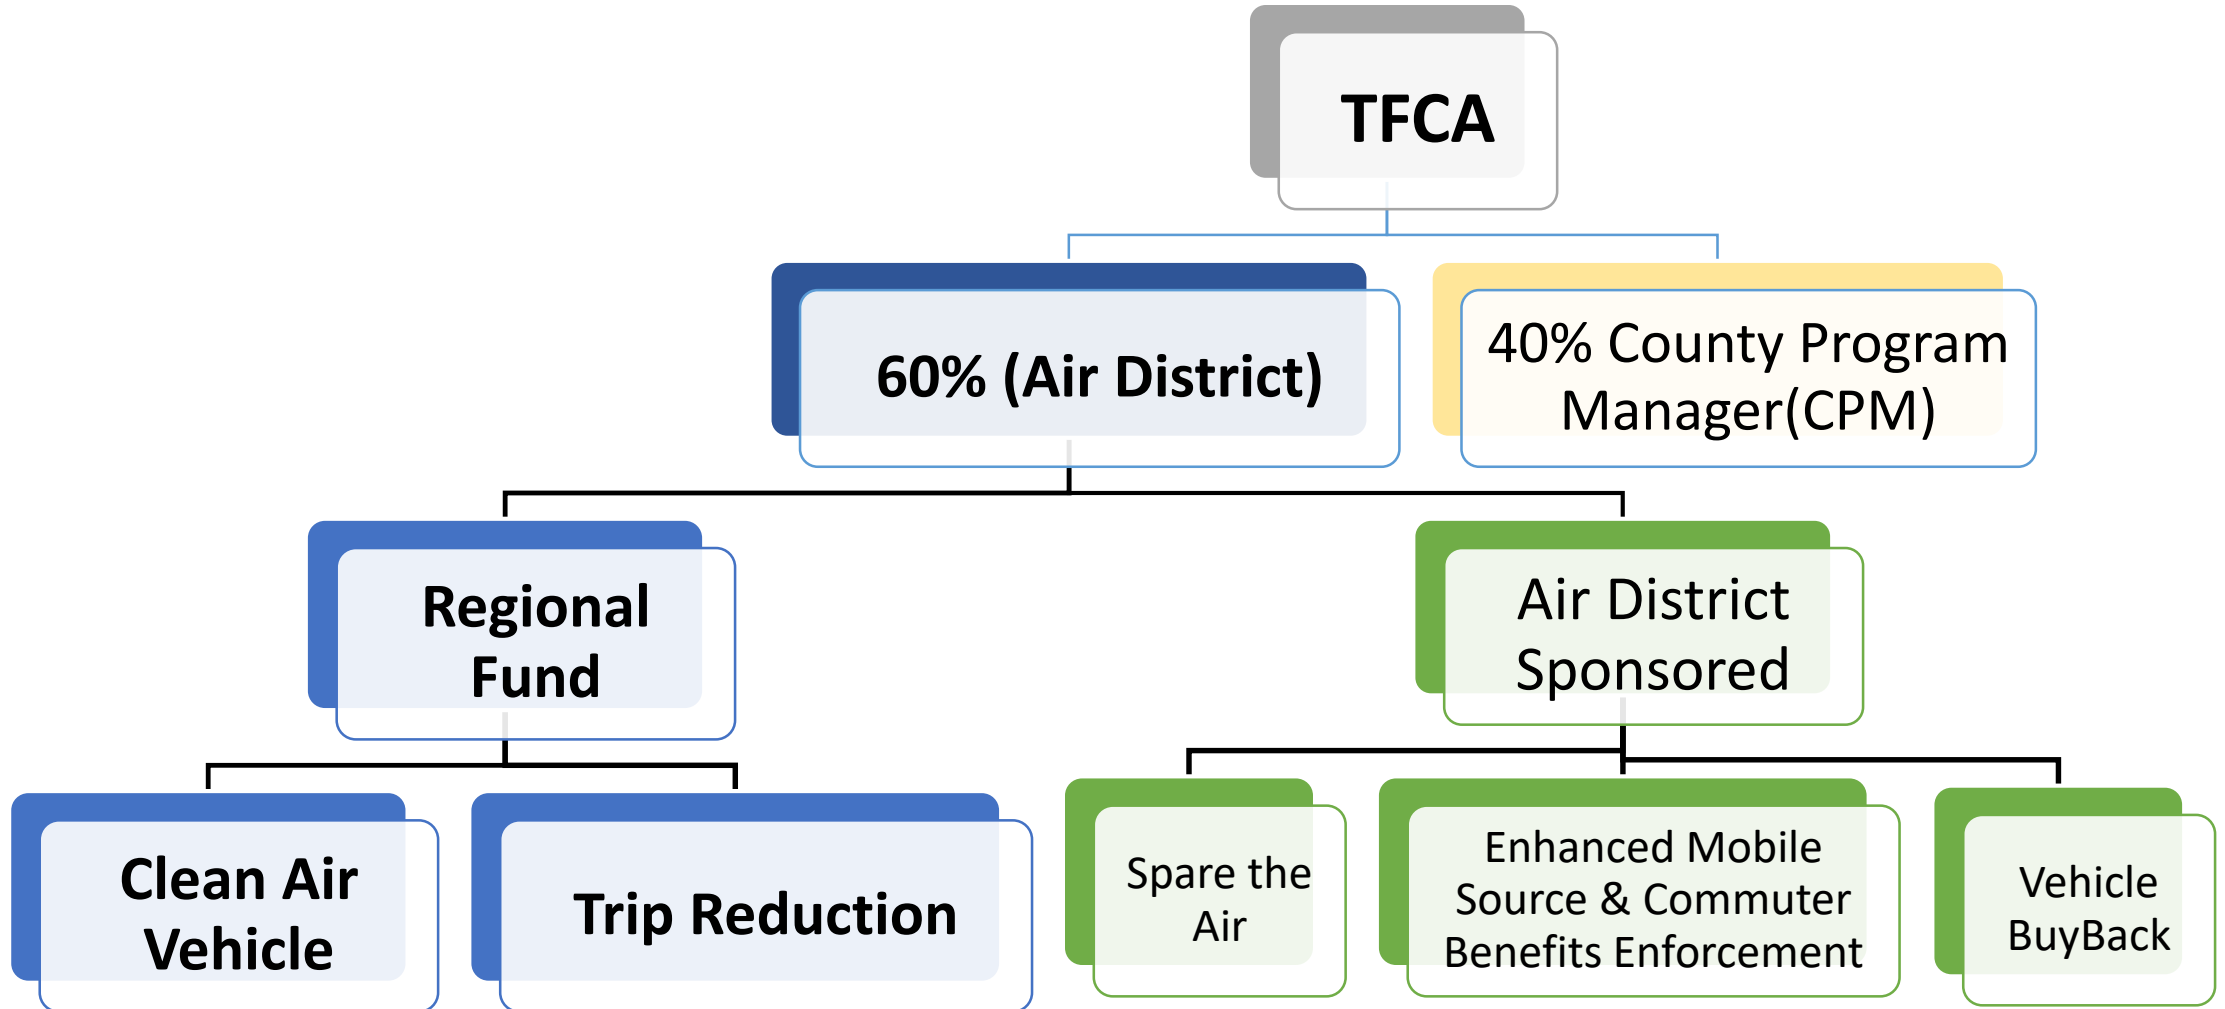 TFCA
60% (Air District)
40% County Program
Manager(CPM)
Regional
Fund
Air District
Sponsored
Clean Air
Vehicle
Trip Reduction
Spare the
Air
Enhanced Mobile
Source & Commuter
Benefits Enforcement
Vehicle
BuyBack